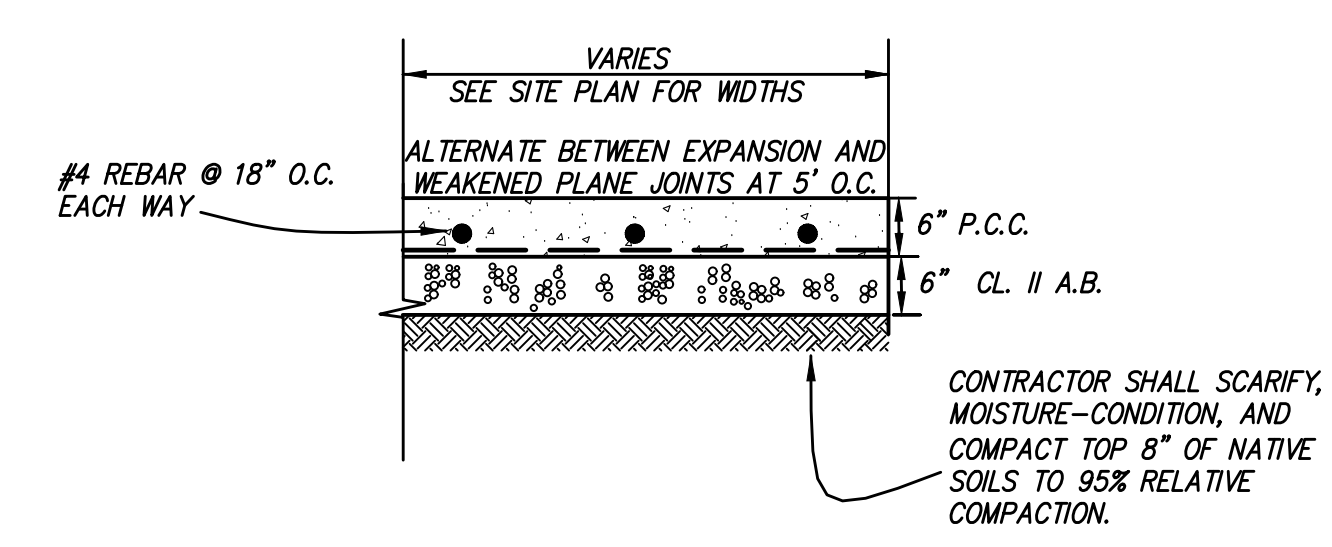 VARIES
SEE SITE PLAN FOR WIDTHS
ALTERNATE BETWEEN EXPANSION AND
WEAKENED PLANE JOINTS AT 5' O.C.
#4 REBAR @ 18" O.C.
EACH WAY
6" P.C.C.
6" CL. II A.B.
CONTRACTOR SHALL SCARIFY,
MOISTURE-CONDITION, AND
COMPACT TOP 8" OF NATIVE
SOILS TO 95% RELATIVE
COMPACTION.